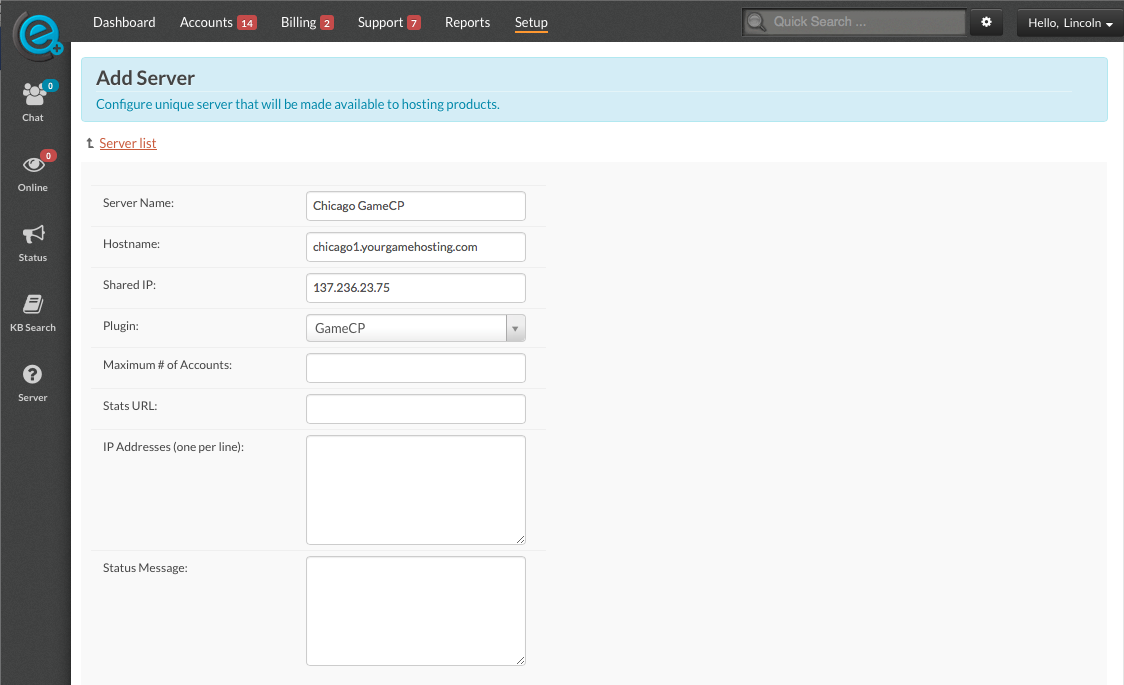 Dashboard Accounts 14 Billing 2 Support 7 Reports Setup Quick Search ... Hello, Lincoln
Add Server
Configure unique server that will be made available to hosting products.
0
Chat
0
Online
Status
KB Search
Server
Server list
Server Name: Chicago GameCP
Hostname: chicago1.yourgamehosting.com
Shared IP: 137.236.23.75
Plugin: GameCP
Maximum # of Accounts:
Stats URL:
IP Addresses (one per line):
Status Message: